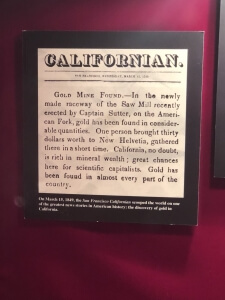 CALIFORNIAN.
GOLD MINE FOUND.—In the newly
made raceway of the Saw Mill recently
erected by Captain Sutter, on the Ameri-
can Fork, gold has been found in consider-
able quantities. One person brought thirty
dollars worth to New Helvetia, gathered
there in a short time. California, no doubt,
is rich in mineral wealth; great chances
here for scientific capitalists. Gold has
been found in almost every part of the
country.
On March 15, 1848, the San Francisco Californian scooped the world on one
of the greatest news stories in American history: the discovery of gold in
California.